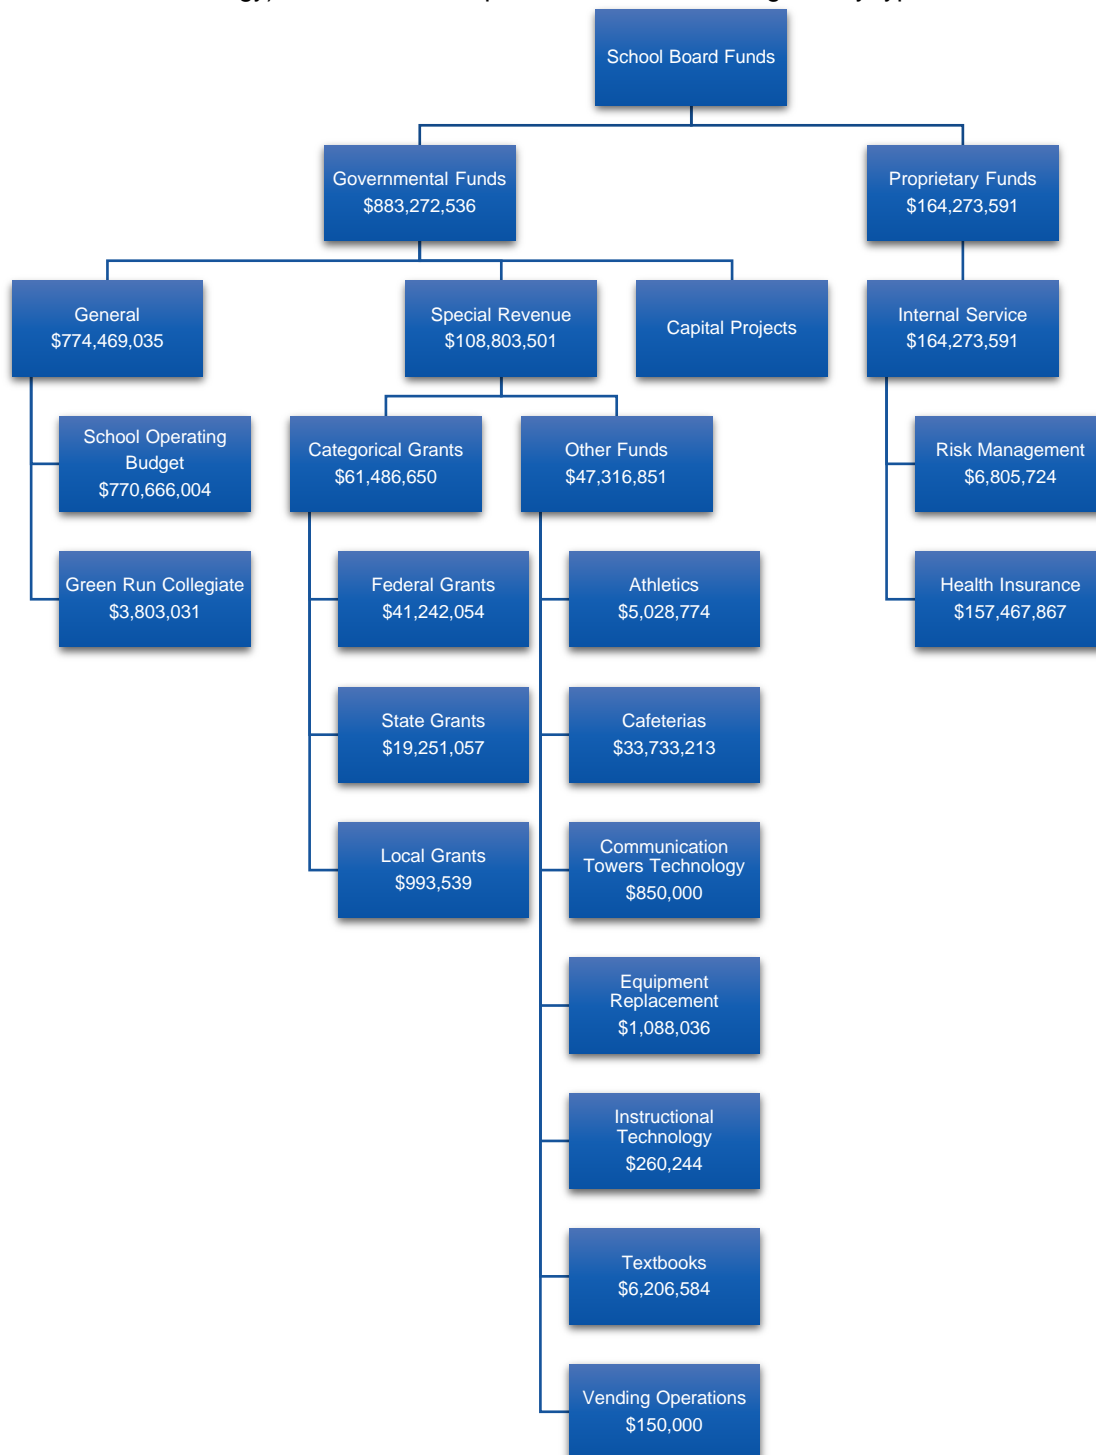 School Board Funds
Governmental Funds
$883,272,536
Proprietary Funds
$164,273,591
General
$774,469,035
Special Revenue
$108,803,501
Capital Projects
Internal Service
$164,273,591
School Operating
Budget
$770,666,004
Categorical Grants
$61,486,650
Other Funds
$47,316,851
Risk Management
$6,805,724
Green Run Collegiate
$3,803,031
Federal Grants
$41,242,054
Athletics
$5,028,774
Health Insurance
$157,467,867
State Grants
$19,251,057
Cafeterias
$33,733,213
Local Grants
$993,539
Communication
Towers Technology
$850,000
Equipment
Replacement
$1,088,036
Instructional
Technology
$260,244
Textbooks
$6,206,584
Vending Operations
$150,000